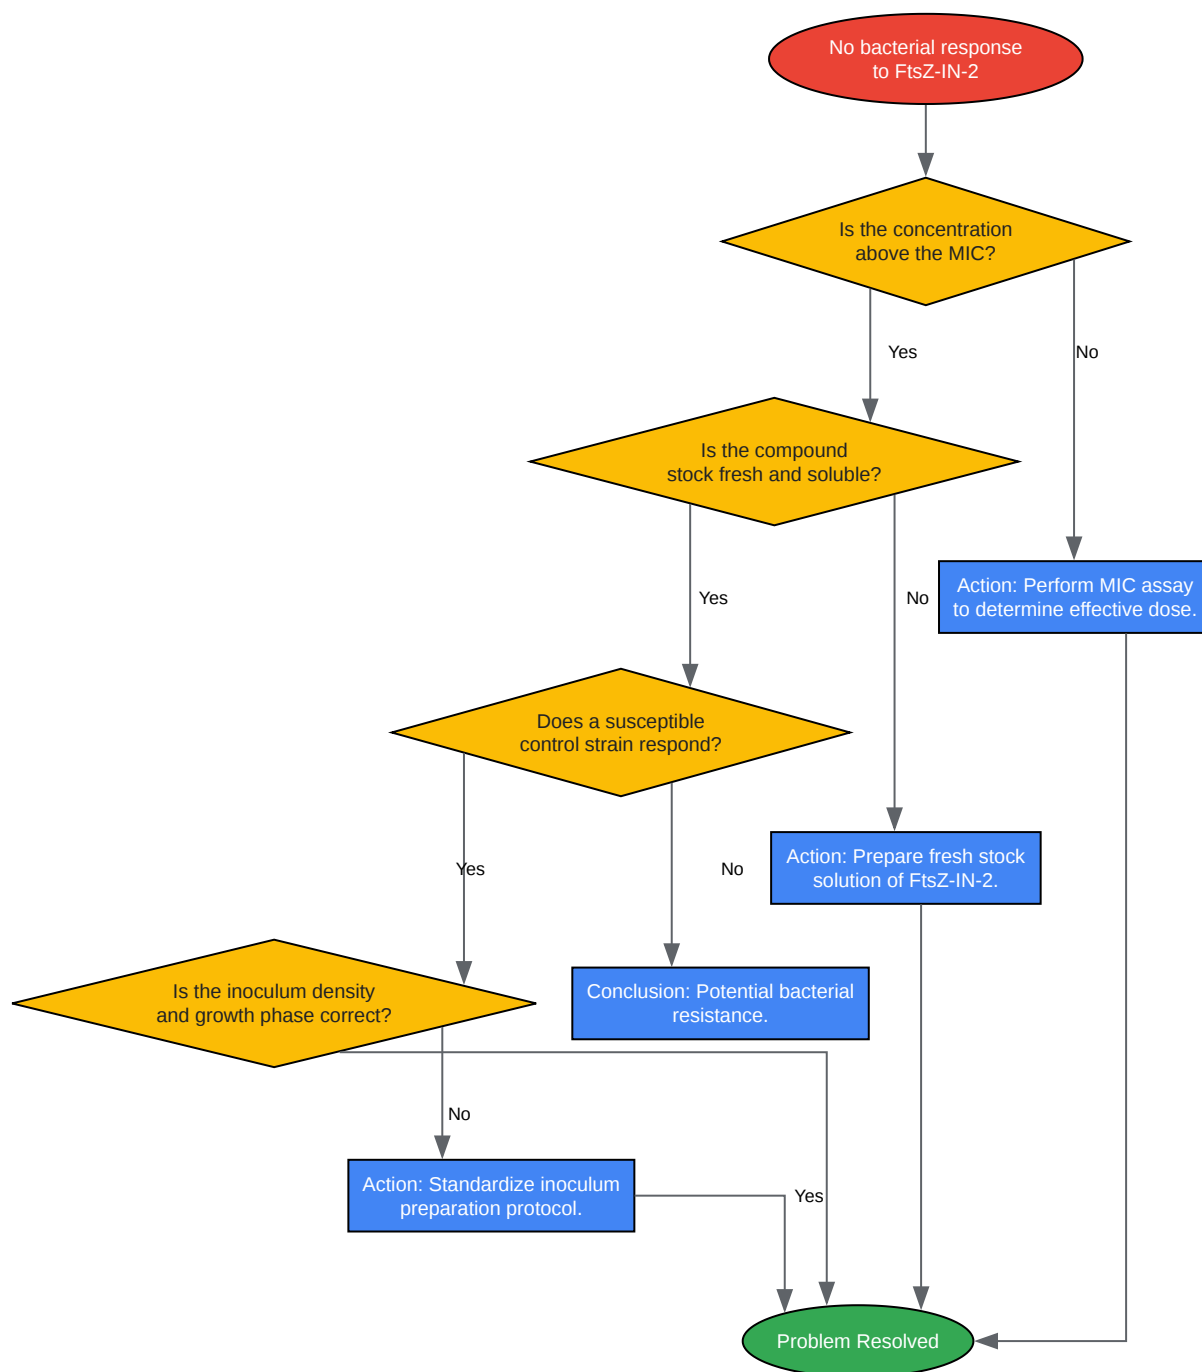 No bacterial response
to FtsZ-IN-2
Is the concentration
above the MIC?
Yes
No
Is the compound
stock fresh and soluble?
Yes
No
Action: Perform MIC assay
to determine effective dose.
Does a susceptible
control strain respond?
Yes
No
Action: Prepare fresh stock
solution of FtsZ-IN-2.
Is the inoculum density
and growth phase correct?
Conclusion: Potential bacterial
resistance.
No
Action: Standardize inoculum
preparation protocol.
Yes
Problem Resolved